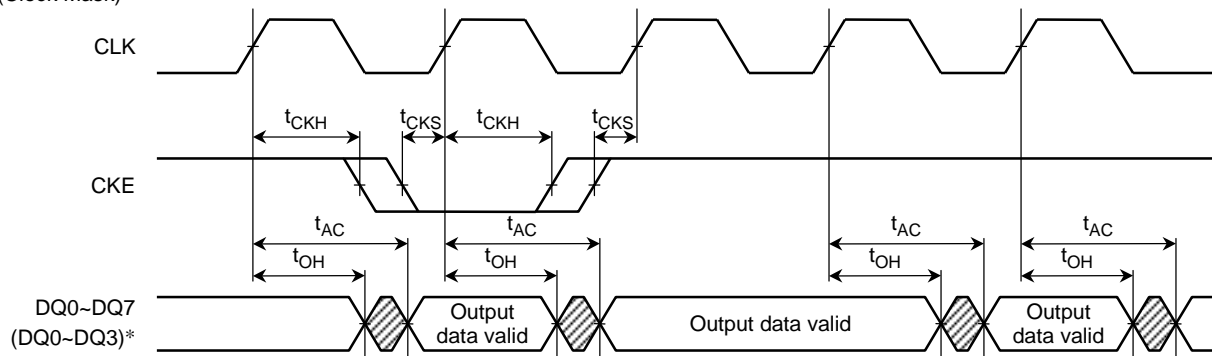 (Clock Mask)
CLK
tCKH tCKS tCKH tCKS
CKE
tAC tAC tAC tAC
tOH tOH tOH tOH
DQ0~DQ7
(DQ0~DQ3)*
Output
data valid
Output data valid
Output
data valid